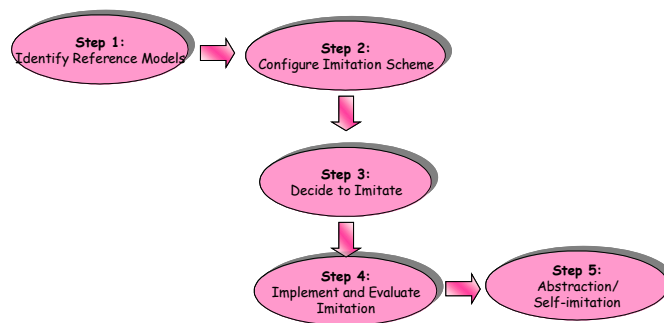 Step 1:
Identify Reference Models
Step 2:
Configure Imitation Scheme
Step 3:
Decide to Imitate
Step 4:
Implement and Evaluate
Imitation
Step 5:
Abstraction/
Self-imitation